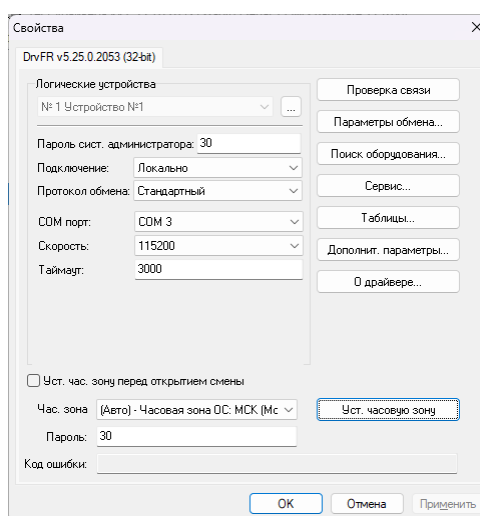 Свойства
DrvFR v5.25.0.2053 (32-bit)
Логические устройства
№ 1 Устройство №1
...
Пароль сист. администратора: 30
Подключение: Локально
Протокол обмена: Стандартный
COM порт: COM 3
Скорость: 115200
Таймаут: 3000
Проверка связи
Параметры обмена...
Поиск оборудования...
Сервис...
Таблицы...
Дополнит. параметры...
О драйвере...
Уст. час. зону перед открытием смены
Час. зона (Авто) - Часовая зона ОС: МСК (Мс
Уст. часовую зону
Пароль: 30
Код ошибки:
OK Отмена Применить